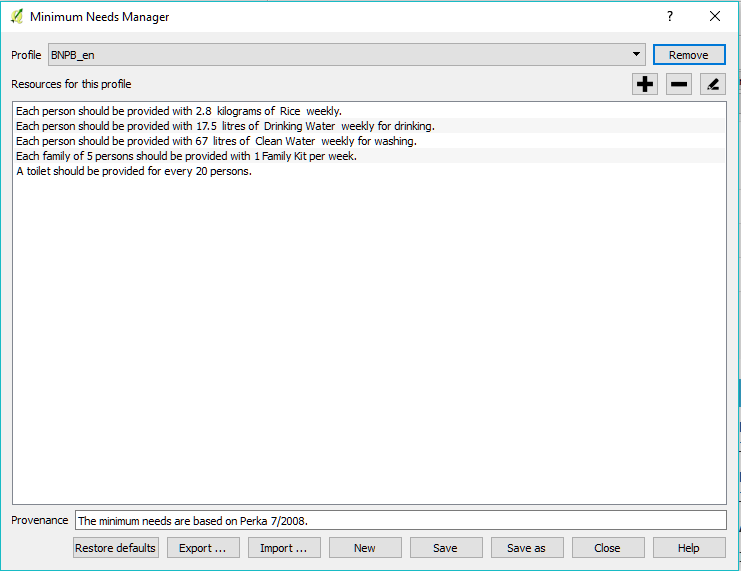 Minimum Needs Manager
?
Profile BNPB_en Remove
Resources for this profile
Each person should be provided with 2.8 kilograms of Rice weekly.
Each person should be provided with 17.5 litres of Drinking Water weekly for drinking.
Each person should be provided with 67 litres of Clean Water weekly for washing.
Each family of 5 persons should be provided with 1 Family Kit per week.
A toilet should be provided for every 20 persons.
Provenance The minimum needs are based on Perka 7/2008.
Restore defaults Export ... Import ... New Save Save as Close Help